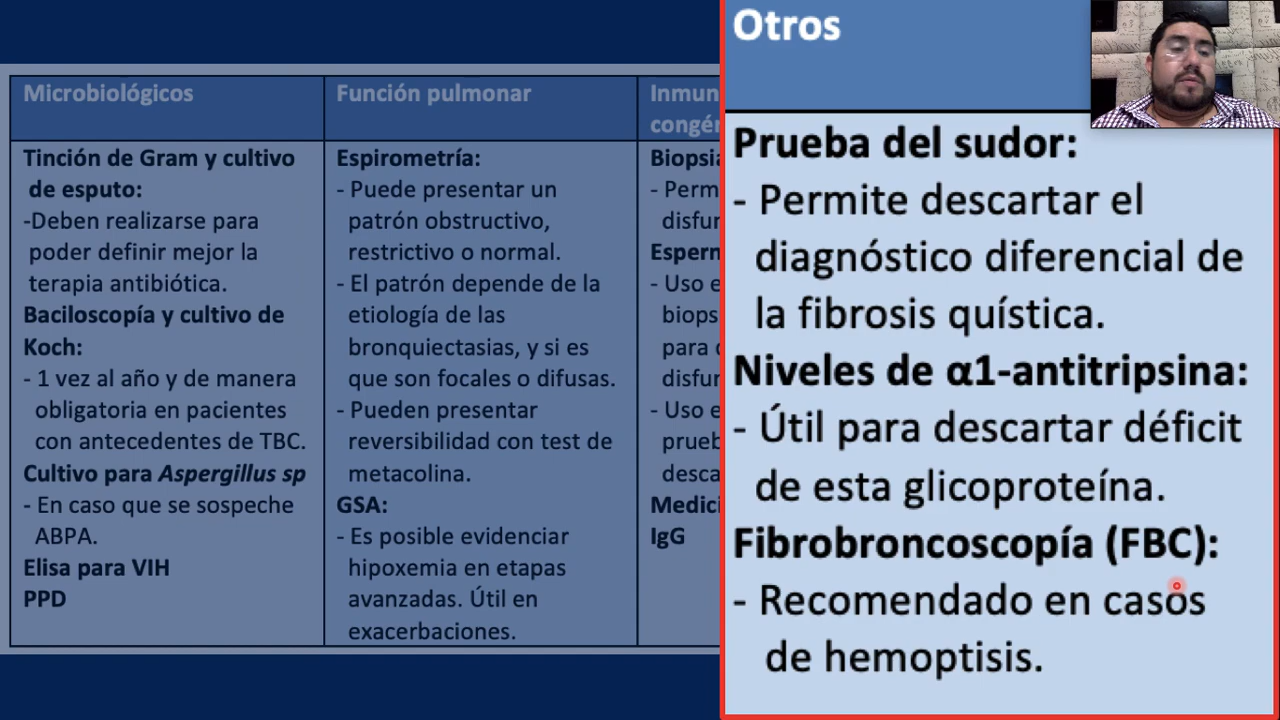 Microbiológicos
Tinción de Gram y cultivo
de esputo:
-Deben realizarse para
poder definir mejor la
terapia antibiótica.
Baciloscopía y cultivo de
Koch:
- 1 vez al año y de manera
obligatoria en pacientes
con antecedentes de TBC.
Cultivo para Aspergillus sp
- En caso que se sospeche
ABPA.
Elisa para VIH
PPD
Función pulmonar
Espirometría:
- Puede presentar un
patrón obstructivo,
restrictivo o normal.
- El patrón depende de la
etiología de las
bronquiectasias, y si es
que son focales o difusas.
- Pueden presentar
reversibilidad con test de
metacolina.
GSA:
- Es posible evidenciar
hipoxemia en etapas
avanzadas. Útil en
exacerbaciones.
Inmun
congén
Biopsia
- Perm
disfun
Esperm
- Uso e
biops
para d
disfun
- Uso e
prueb
desca
Medici
IgG
Otros
Prueba del sudor:
- Permite descartar el
diagnóstico diferencial de
la fibrosis quística.
Niveles de α1-antitripsina:
- Útil para descartar déficit
de esta glicoproteína.
Fibrobroncoscopía (FBC):
- Recomendado en casos
de hemoptisis.